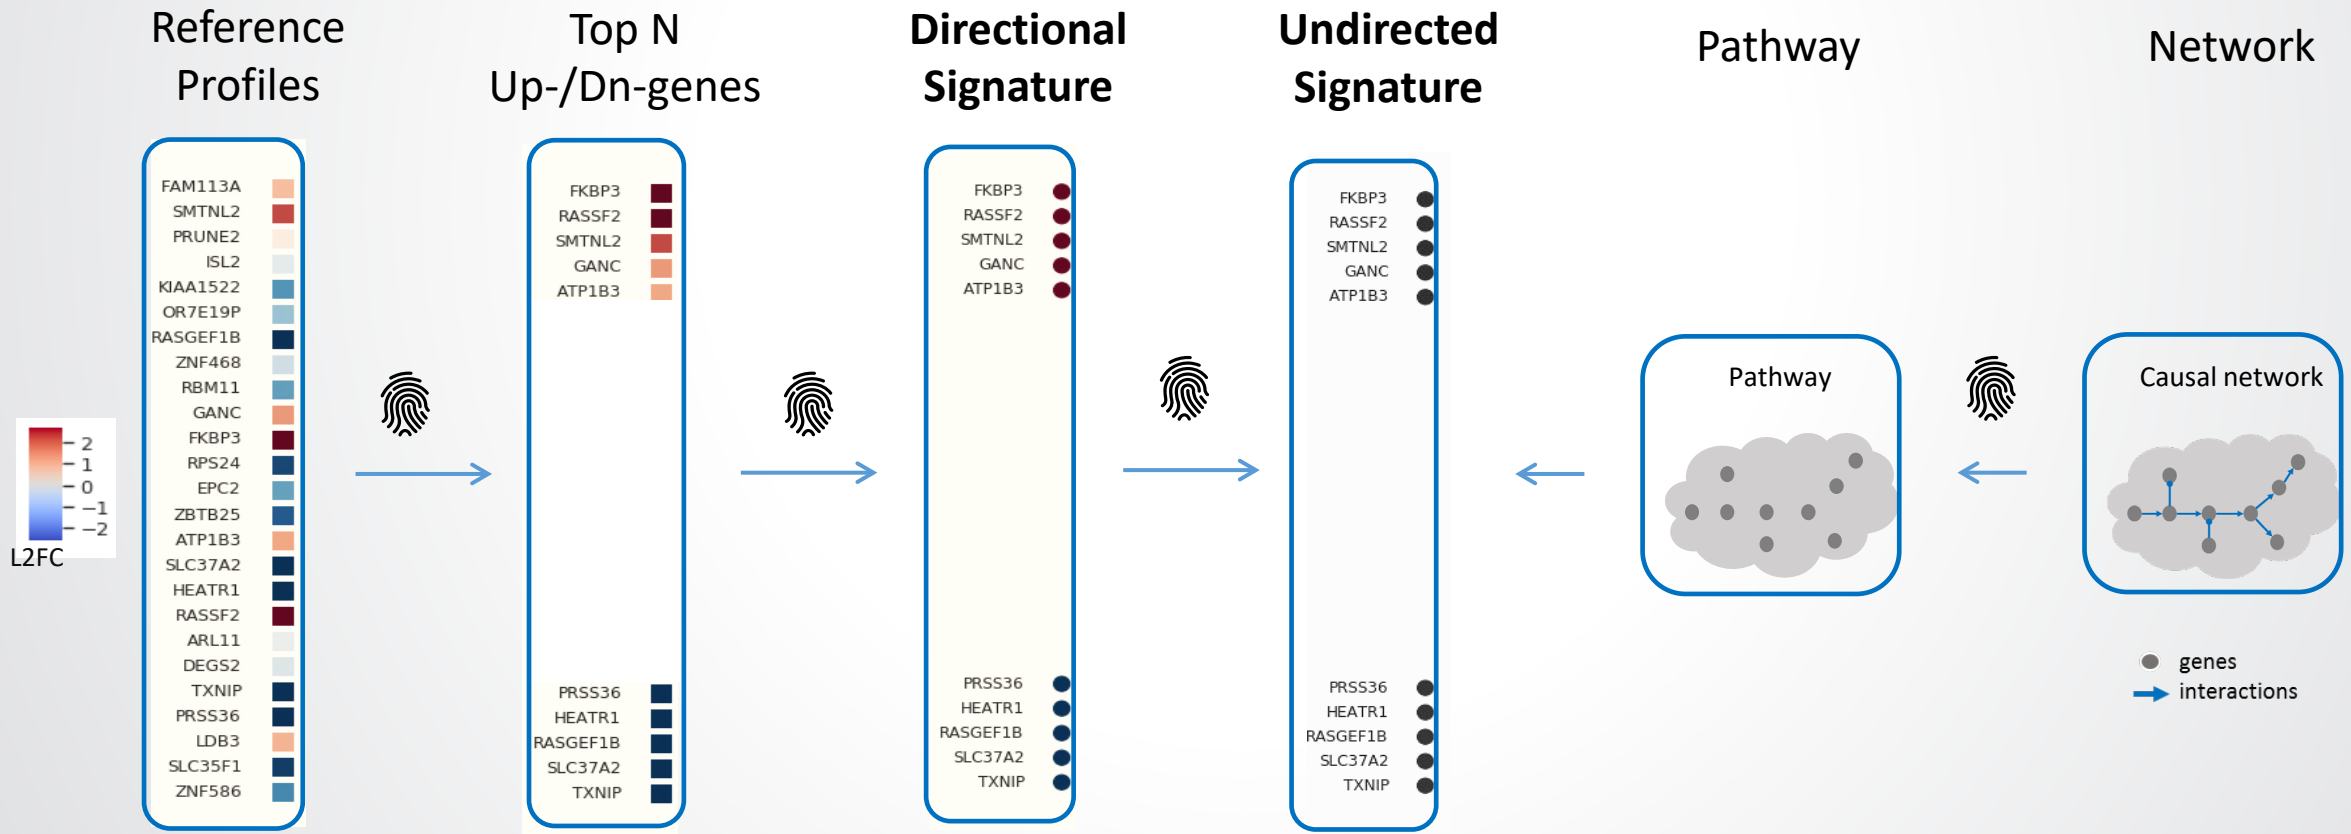 Reference
Profiles
Top N
Up-/Dn-genes
Directional
Signature
Undirected
Signature
Pathway
Network
FAM113A
SMTNL2
PRUNE2
ISL2
KIAA1522
OR7E19P
RASGEF1B
ZNF468
RBM11
GANC
FKBP3
RPS24
EPC2
ZBTB25
ATP1B3
SLC37A2
HEATR1
RASSF2
ARL11
DEGS2
TXNIP
PRSS36
LDB3
SLC35F1
ZNF586
2
1
0
−1
−2
L2FC
FKBP3
RASSF2
SMTNL2
GANC
ATP1B3
PRSS36
HEATR1
RASGEF1B
SLC37A2
TXNIP
FKBP3
RASSF2
SMTNL2
GANC
ATP1B3
PRSS36
HEATR1
RASGEF1B
SLC37A2
TXNIP
FKBP3
RASSF2
SMTNL2
GANC
ATP1B3
PRSS36
HEATR1
RASGEF1B
SLC37A2
TXNIP
Pathway
Causal network
genes
interactions